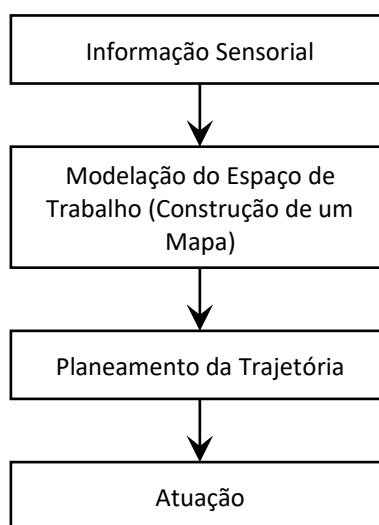 Informação Sensorial
Modelação do Espaço de
Trabalho (Construção de um
Mapa)
Planeamento da Trajetória
Atuação